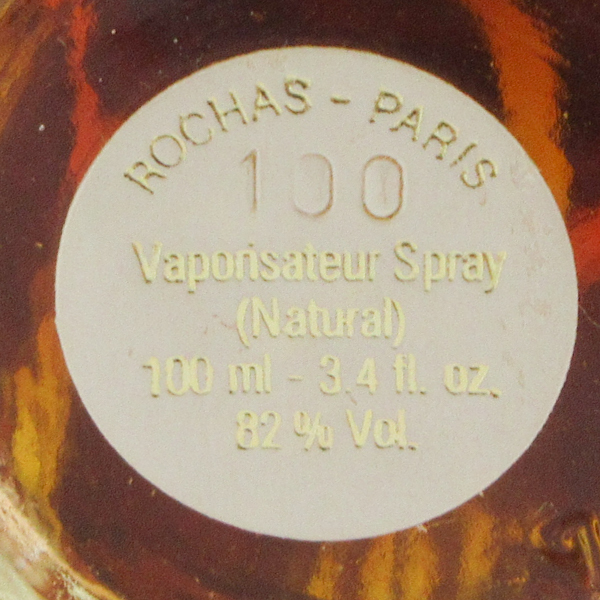 ROCHAS - PARIS
100
Vaporisateur Spray
(Natural)
100 ml - 3.4 fl. oz.
82 % Vol.